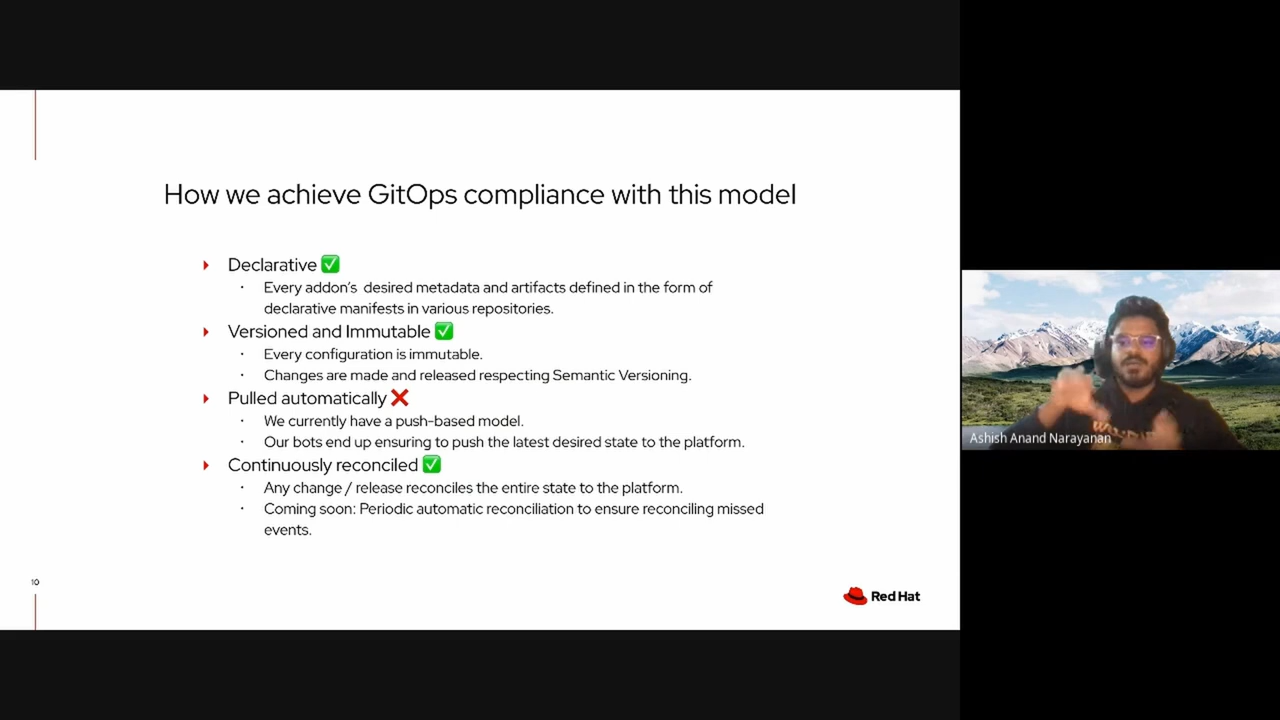 How we achieve GitOps compliance with this model
Declarative ✅
Every addon's desired metadata and artifacts defined in the form of
declarative manifests in various repositories.
Versioned and Immutable ✅
Every configuration is immutable.
Changes are made and released respecting Semantic Versioning.
Pulled automatically ❌
We currently have a push-based model.
Our bots end up ensuring to push the latest desired state to the platform.
Continuously reconciled ✅
Any change / release reconciles the entire state to the platform.
Coming soon: Periodic automatic reconciliation to ensure reconciling missed
events.
10
Red Hat
Ashish Anand Narayanan